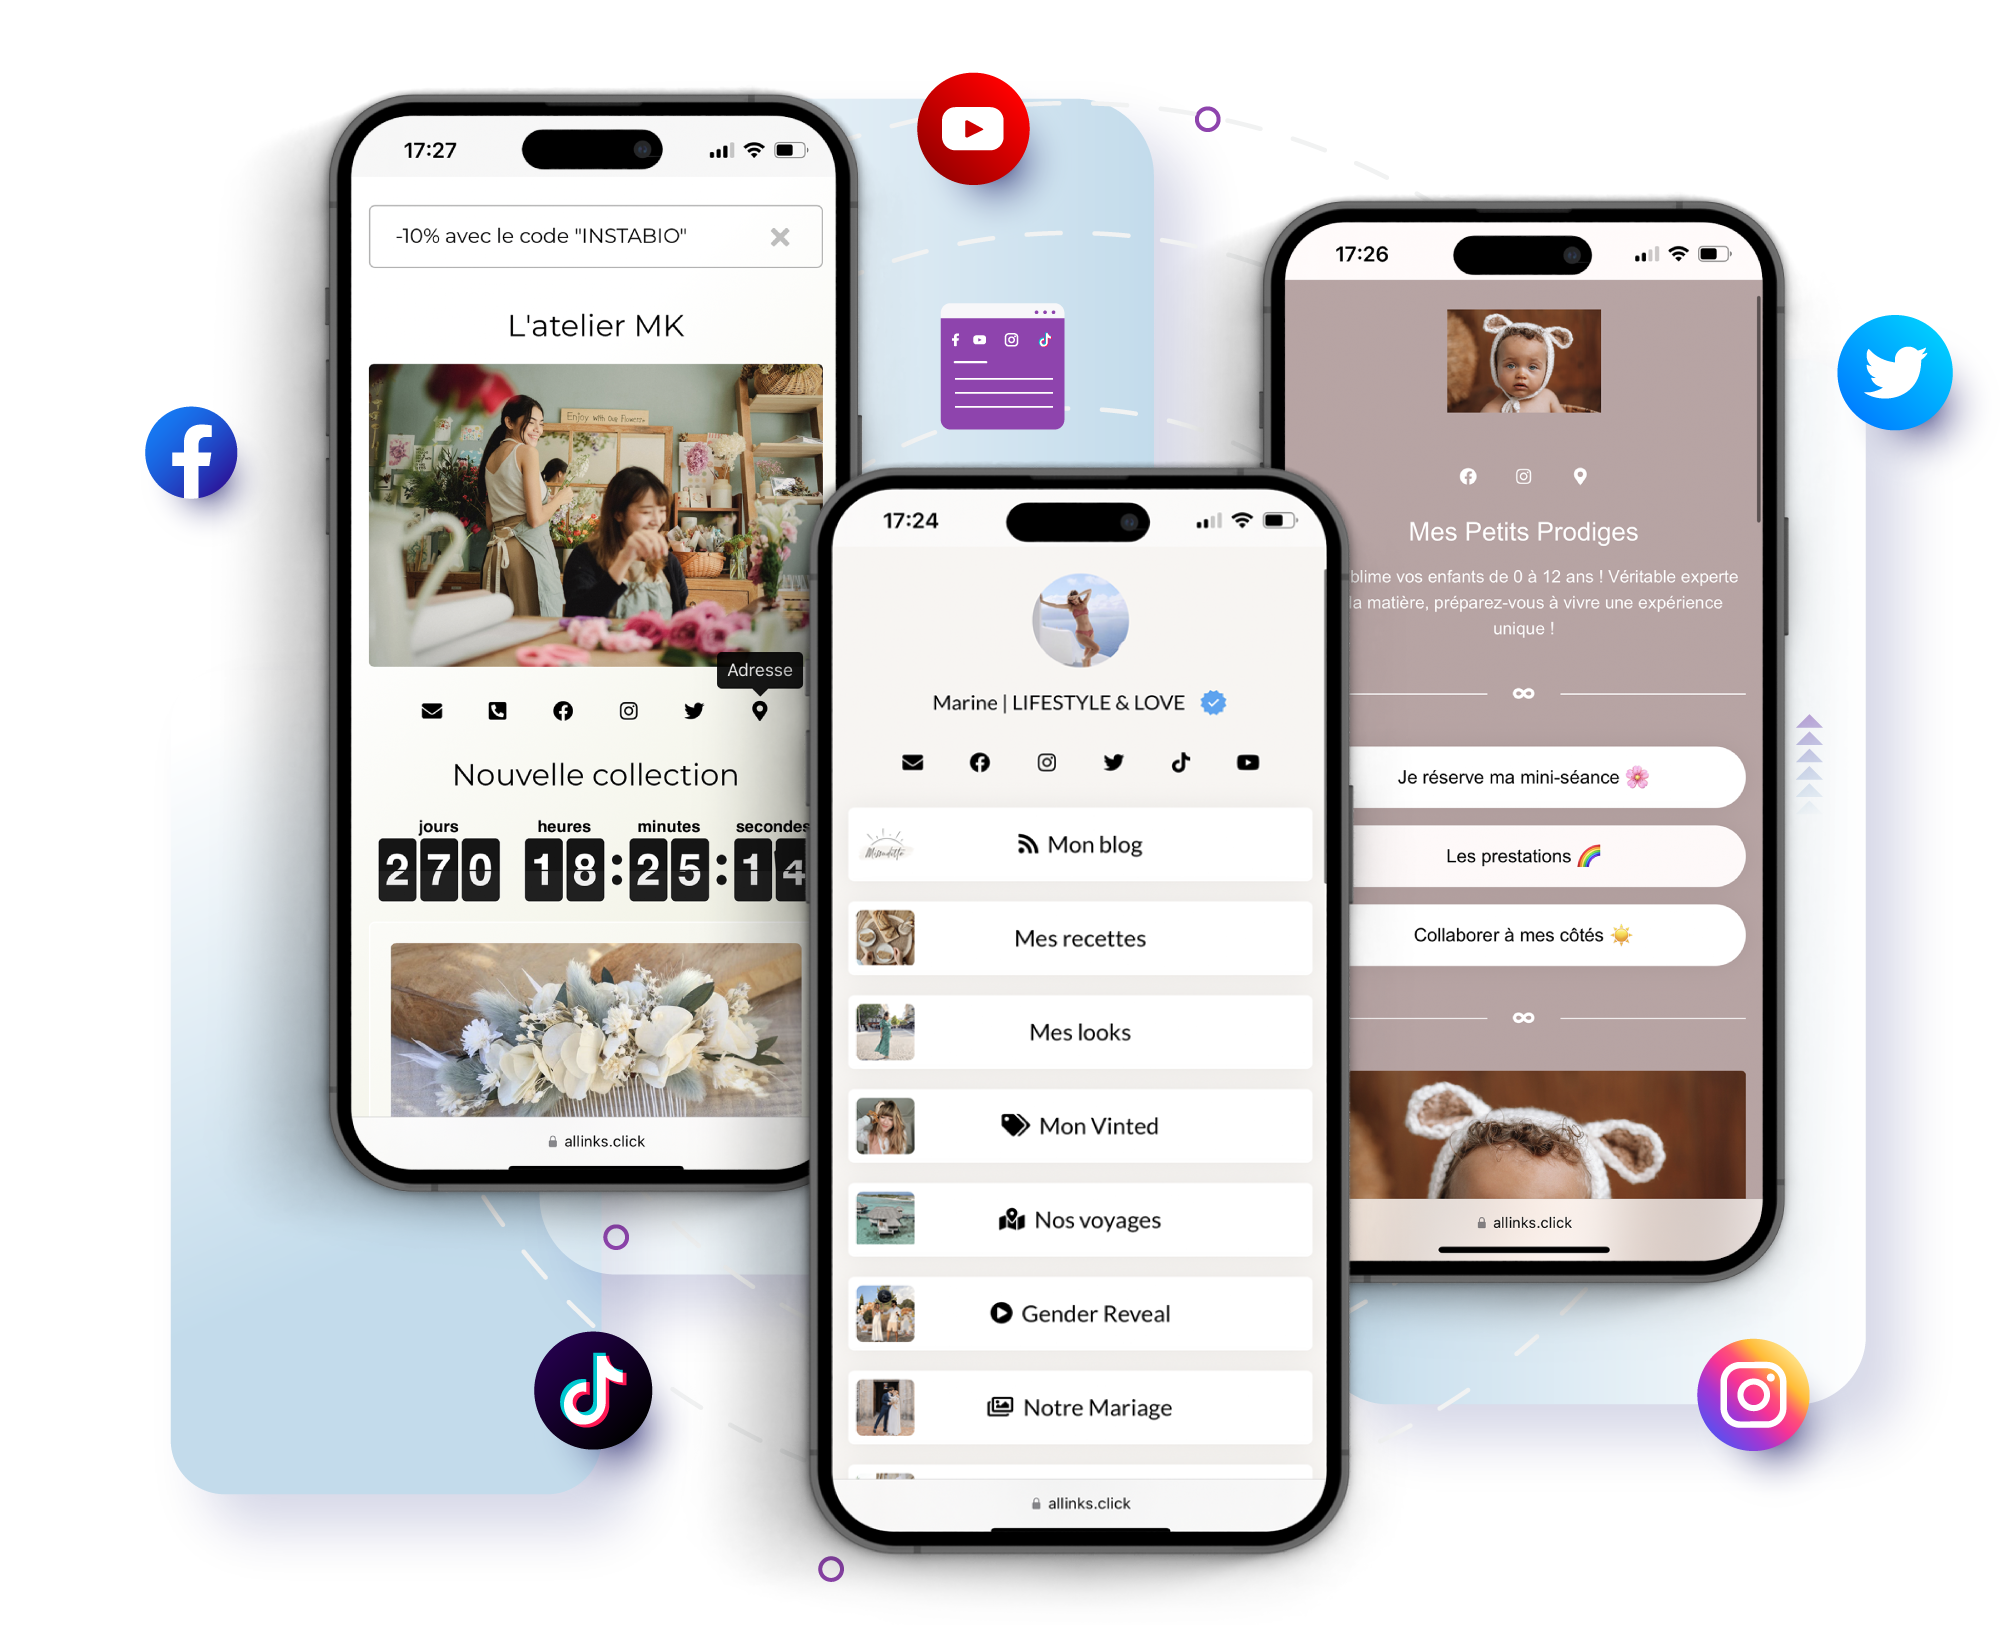 17:27
-10% avec le code "INSTABIO"
L'atelier MK
Enjoy with Our Flowers
Adresse
Nouvelle collection
jours heures minutes secondes
270 18:25:14
allinks.click
17:24
Marine | LIFESTYLE & LOVE
Mon blog
Mes recettes
Mes looks
Mon Vinted
Nos voyages
Gender Reveal
Notre Mariage
allinks.click
17:26
Mes Petits Prodiges
blime vos enfants de 0 à 12 ans ! Véritable experte
la matière, préparez-vous à vivre une expérience
unique !
Je réserve ma mini-séance
Les prestations
Collaborer à mes côtés
allinks.click